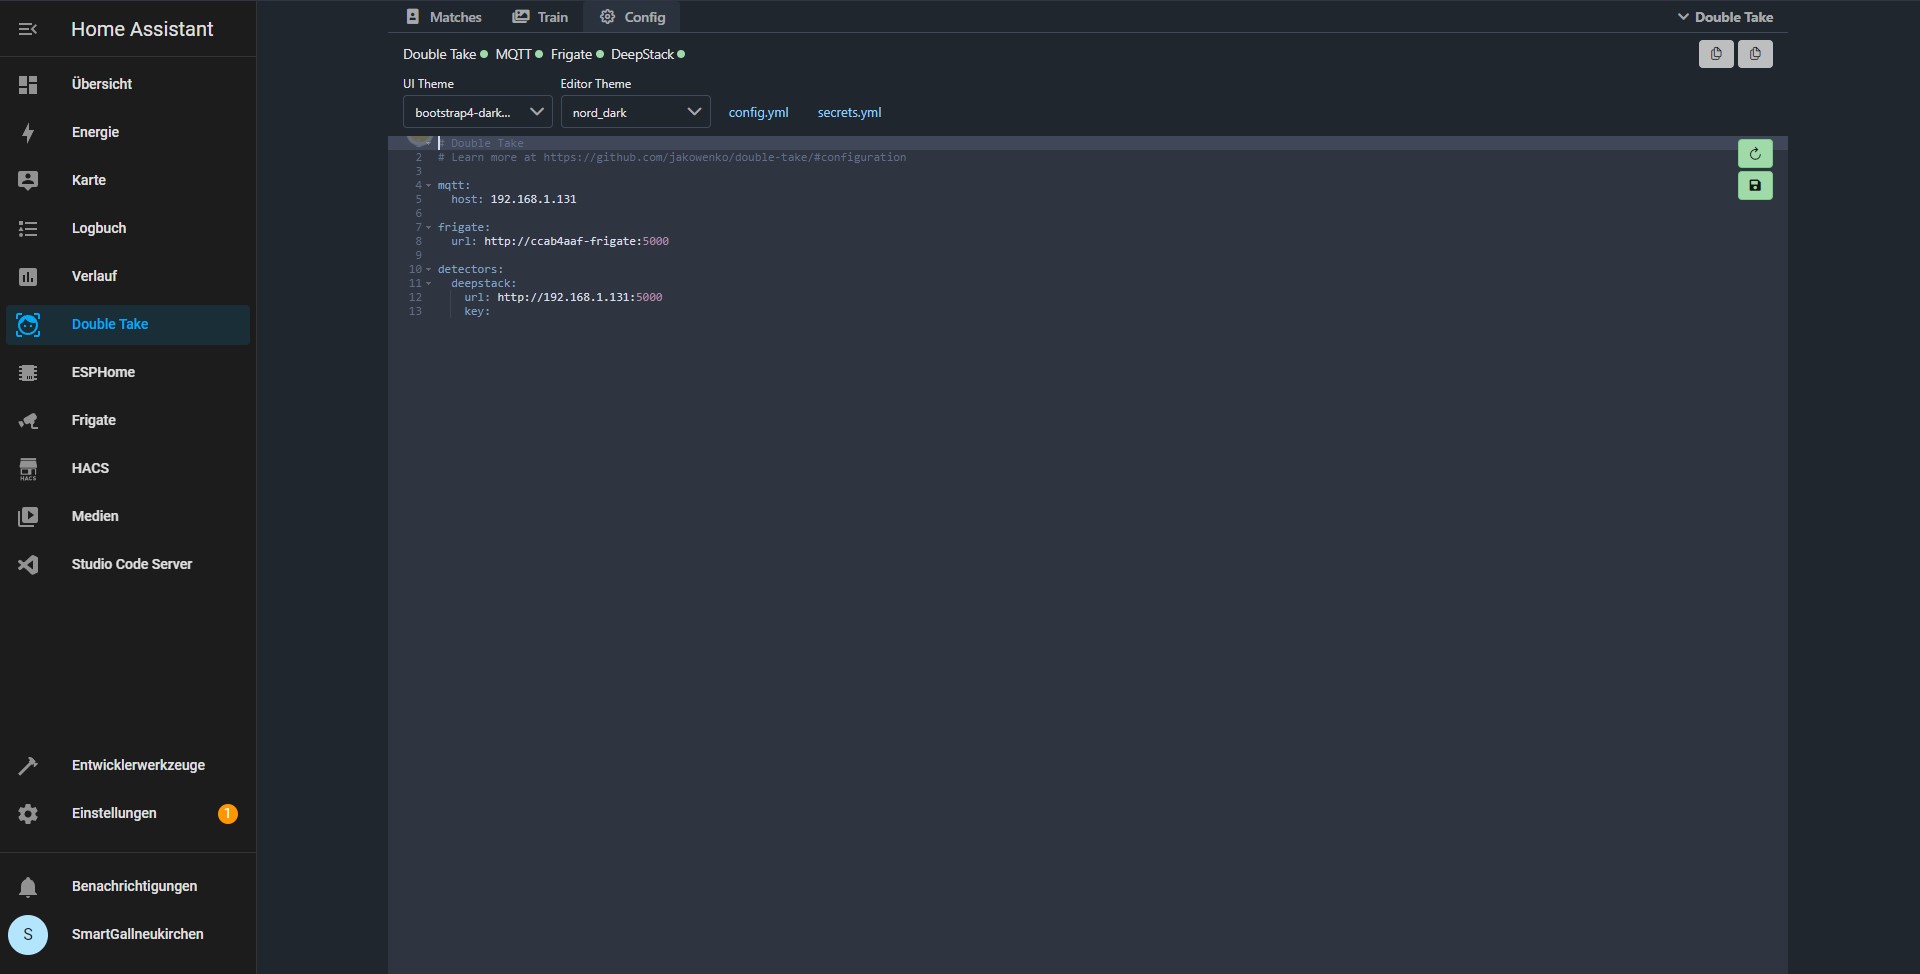 Home Assistant
Übersicht
Energie
Karte
Logbuch
Verlauf
Double Take
ESPHome
Frigate
HACS
HACS
Medien
Studio Code Server
Entwicklerwerkzeuge
Einstellungen 1
Benachrichtigungen
S SmartGallneukirchen
Matches Train Config Double Take
Double Take MQTT Frigate DeepStack
UI Theme Editor Theme
bootstrap4-dark... nord_dark config.yml secrets.yml
# Double Take
2 # Learn more at https://github.com/jakowenko/double-take/#configuration
3
4 mqtt:
5 host: 192.168.1.131
6
7 frigate:
8 url: http://ccab4aaf-frigate:5000
9
10 detectors:
11 deepstack:
12 url: http://192.168.1.131:5000
13 key: